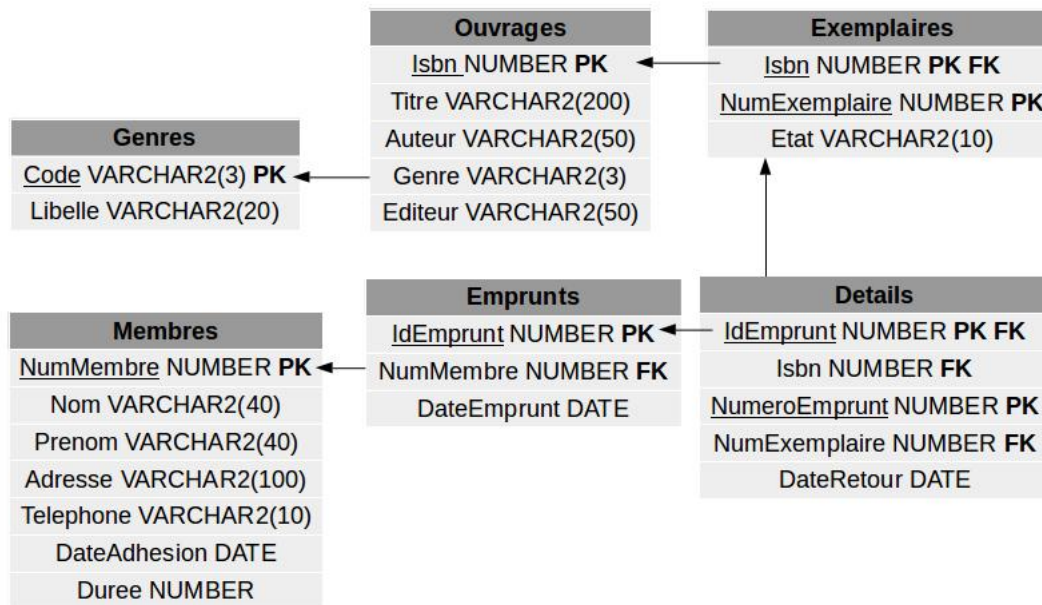 Genres
Code VARCHAR2(3) PK
Libelle VARCHAR2(20)
Ouvrages
Isbn NUMBER PK
Titre VARCHAR2(200)
Auteur VARCHAR2(50)
Genre VARCHAR2(3)
Editeur VARCHAR2(50)
Exemplaires
Isbn NUMBER PK FK
NumExemplaire NUMBER PK
Etat VARCHAR2(10)
Membres
NumMembre NUMBER PK
Nom VARCHAR2(40)
Prenom VARCHAR2(40)
Adresse VARCHAR2(100)
Telephone VARCHAR2(10)
DateAdhesion DATE
Duree NUMBER
Emprunts
IdEmprunt NUMBER PK
NumMembre NUMBER FK
DateEmprunt DATE
Details
IdEmprunt NUMBER PK FK
Isbn NUMBER FK
NumeroEmprunt NUMBER PK
NumExemplaire NUMBER FK
DateRetour DATE